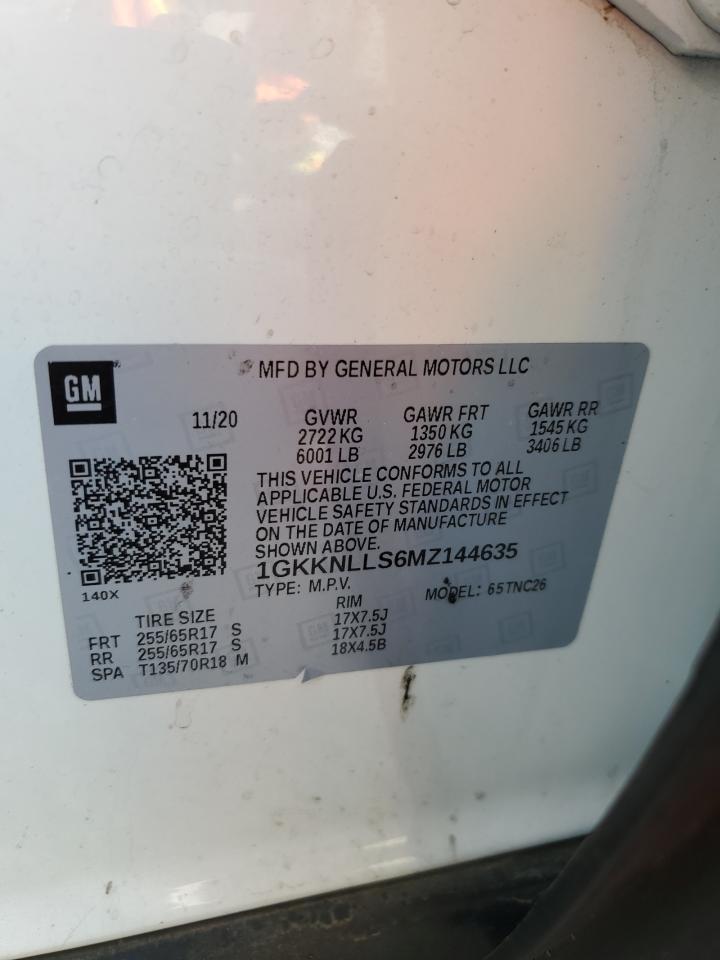 GM
MFD BY GENERAL MOTORS LLC
11/20 GVWR GAWR FRT GAWR RR
2722 KG 1350 KG 1545 KG
6001 LB 2976 LB 3406 LB
THIS VEHICLE CONFORMS TO ALL
APPLICABLE U.S. FEDERAL MOTOR
VEHICLE SAFETY STANDARDS IN EFFECT
ON THE DATE OF MANUFACTURE
SHOWN ABOVE.
1GKKNLLS6MZ144635
140X
TYPE: M.P.V. MODEL: 65TNC26
TIRE SIZE RIM
FRT 255/65R17 S 17X7.5J
RR 255/65R17 S 17X7.5J
SPA T135/70R18 M 18X4.5B